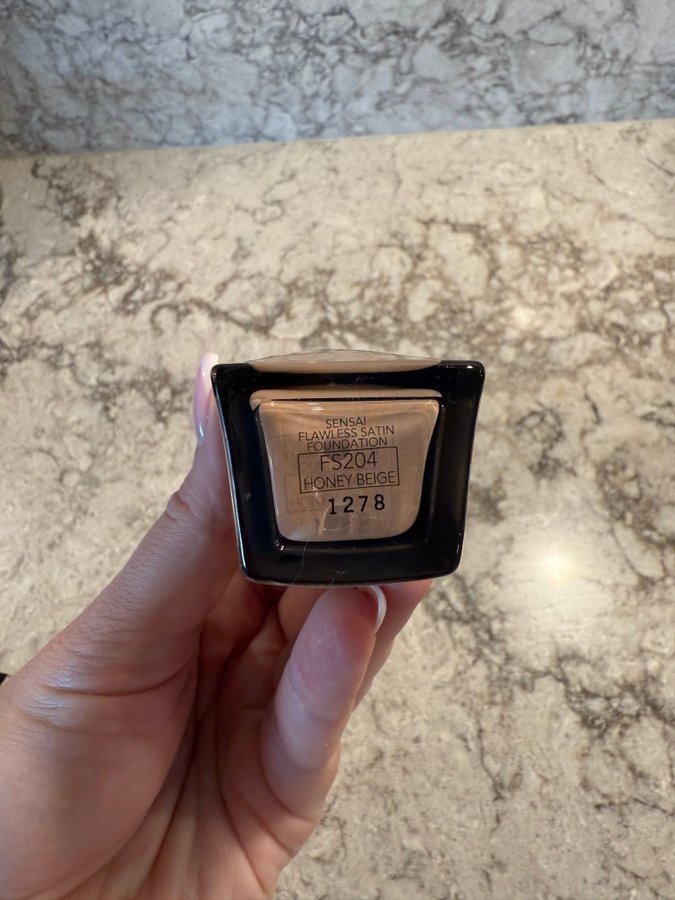 SENSAI
FLAWLESS SATIN
FOUNDATION
FS204
HONEY BEIGE
1278